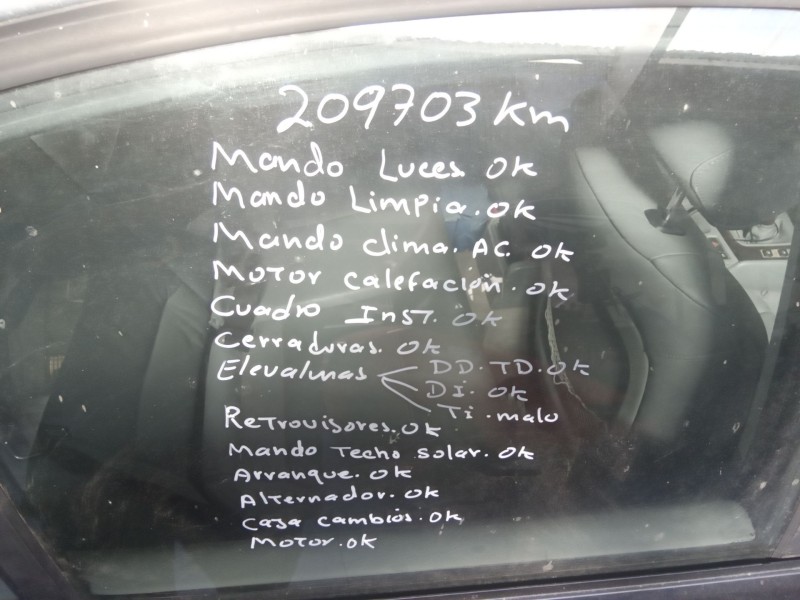 209703 km
Mando Luces OK
Mando Limpia. OK
Mando clima. AC. OK
Motor calefacion. OK
Cuadro Inst. OK
Cerraduras. OK
Elevalunas DD. TD. OK
DI. OK
Ti. malo
Retrovisores. OK
Mando Techo solar. OK
Arranque. OK
Alternador. OK
Casa cambios. OK
Motor. OK